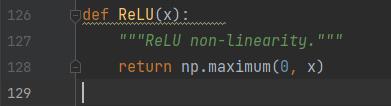 126 def ReLU(x):
127 """ReLU non-linearity."""
128 return np.maximum(0, x)
129